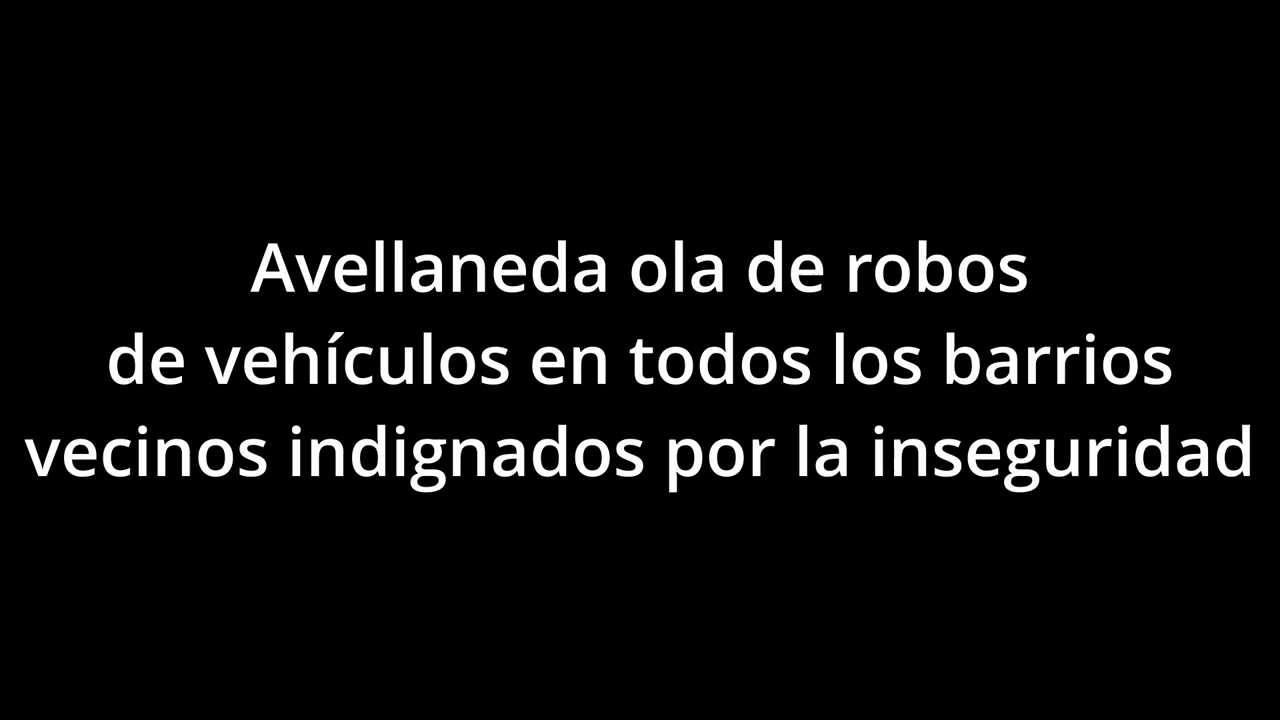 Avellaneda ola de robos
de vehículos en todos los barrios
vecinos indignados por la inseguridad